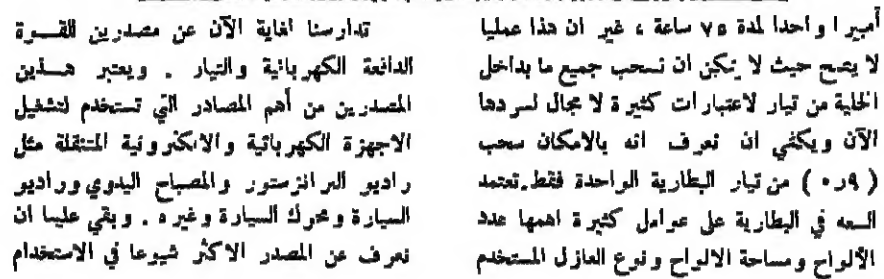 أمبيرا واحدا لمدة ٧٥ ساعة ، غير ان هذا عمليا
لا يصح حيث لا يمكن ان نسحب جميع ما بداخل
الخلية من تيار لاعتبارات كثيرة لا مجال لسردها
الآن ويكفي ان نعرف انه بالامكان سحب
( ٩ر٠ ) من تيار البطارية الواحدة فقط. تعتمد
السعه في البطارية على عوامل كثيرة اهمها عدد
الألواح ومساحة الالواح ونوع العازل المستخدم
تدارسنا لغاية الآن عن مصدرين للقسوة
الدافعة الكهربائية والتيار . ويعتبر هـــذين
المصدرين من أهم المصادر التي تستخدم لتشغيل
الاجهزة الكهربائية والالكترونية المتنقلة مثل
راديو الترانزستور والمصباح اليدوي وراديو
السيارة ومحرك السيارة وغيره . وبقي علينا ان
نعرف عن المصدر الاكثر شيوعا في الاستخدام